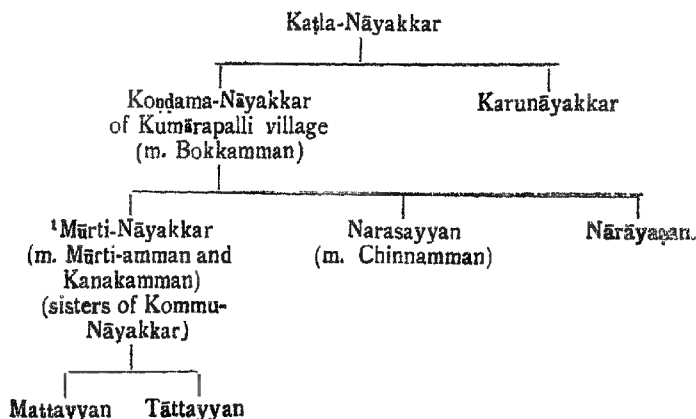 Kaṭla-Nāyakkar
Koṇḍama-Nāyakkar Karunāyakkar
of Kumārapalli village
(m. Bokkamman)
¹Mūrti-Nāyakkar Narasayyan Nārāyaṇan.
(m. Mūrti-amman and (m. Chinnamman)
Kanakamman)
(sisters of Kommu-
Nāyakkar)
Mattayyan Tāttayyan